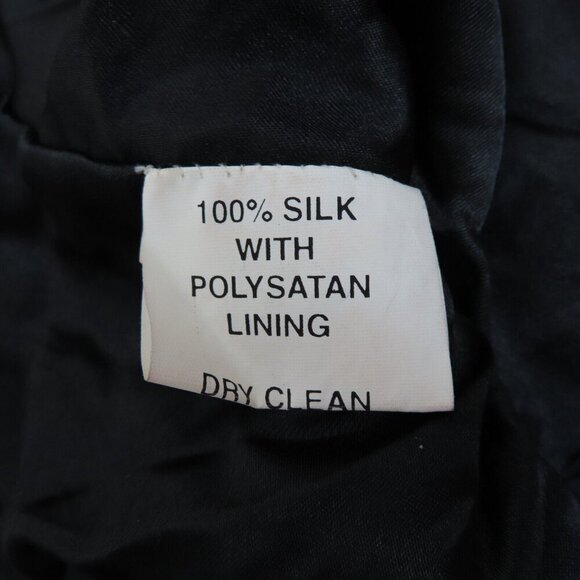 100% SILK
WITH
POLYSATAN
LINING
DRY CLEAN